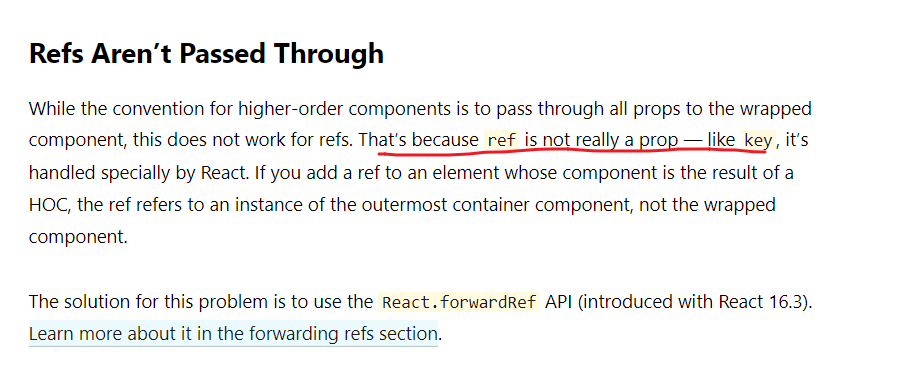 Refs Aren’t Passed Through
While the convention for higher-order components is to pass through all props to the wrapped
component, this does not work for refs. That’s because ref is not really a prop — like key, it’s
handled specially by React. If you add a ref to an element whose component is the result of a
HOC, the ref refers to an instance of the outermost container component, not the wrapped
component.
The solution for this problem is to use the React.forwardRef API (introduced with React 16.3).
Learn more about it in the forwarding refs section.